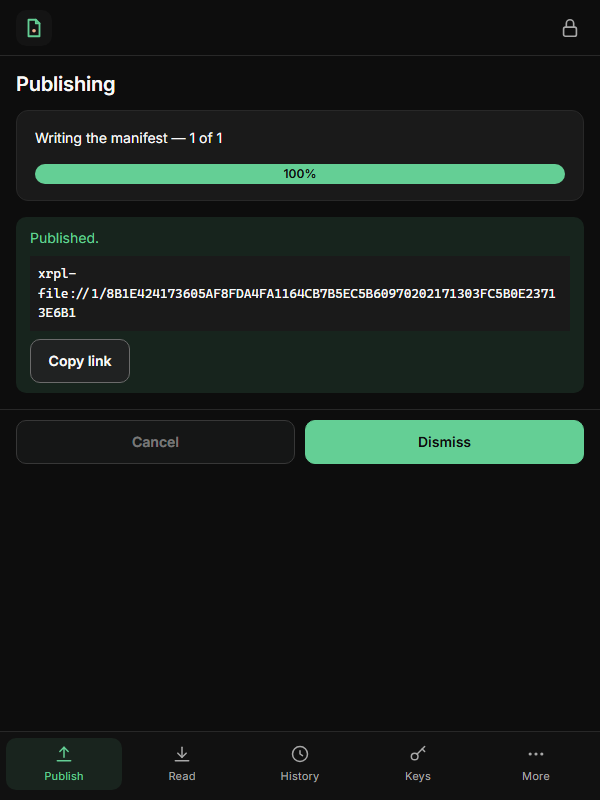 Publishing
Writing the manifest — 1 of 1
100%
Published.
xrpl-
file://1/8B1E424173605AF8FDA4FA1164CB7B5EC5B60970202171303FC5B0E2371
3E6B1
Copy link
Cancel
Dismiss
Publish
Read
History
Keys
More